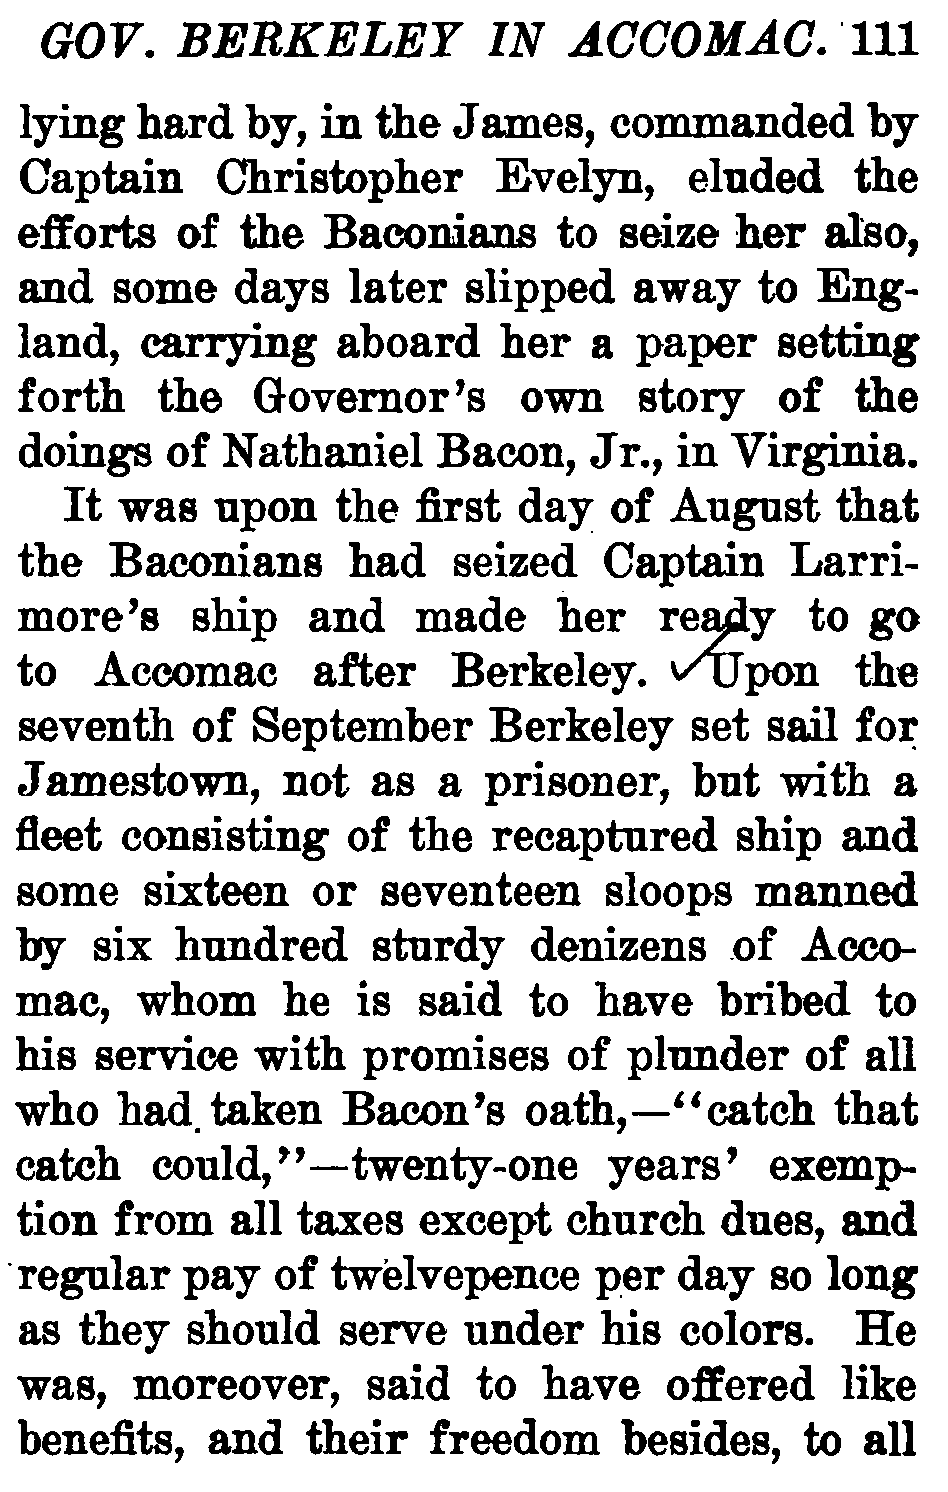 GOV. BERKELEY IN ACCOMAC. 111
lying hard by, in the James, commanded by
Captain Christopher Evelyn, eluded the
efforts of the Baconians to seize her also,
and some days later slipped away to Eng-
land, carrying aboard her a paper setting
forth the Governor's own story of the
doings of Nathaniel Bacon, Jr., in Virginia.
It was upon the first day of August that
the Baconians had seized Captain Larri-
more's ship and made her ready to go
to Accomac after Berkeley. Upon the
seventh of September Berkeley set sail for
Jamestown, not as a prisoner, but with a
fleet consisting of the recaptured ship and
some sixteen or seventeen sloops manned
by six hundred sturdy denizens of Acco-
mac, whom he is said to have bribed to
his service with promises of plunder of all
who had taken Bacon's oath,—“catch that
catch could,”—twenty-one years' exemp-
tion from all taxes except church dues, and
regular pay of twelvepence per day so long
as they should serve under his colors. He
was, moreover, said to have offered like
benefits, and their freedom besides, to all